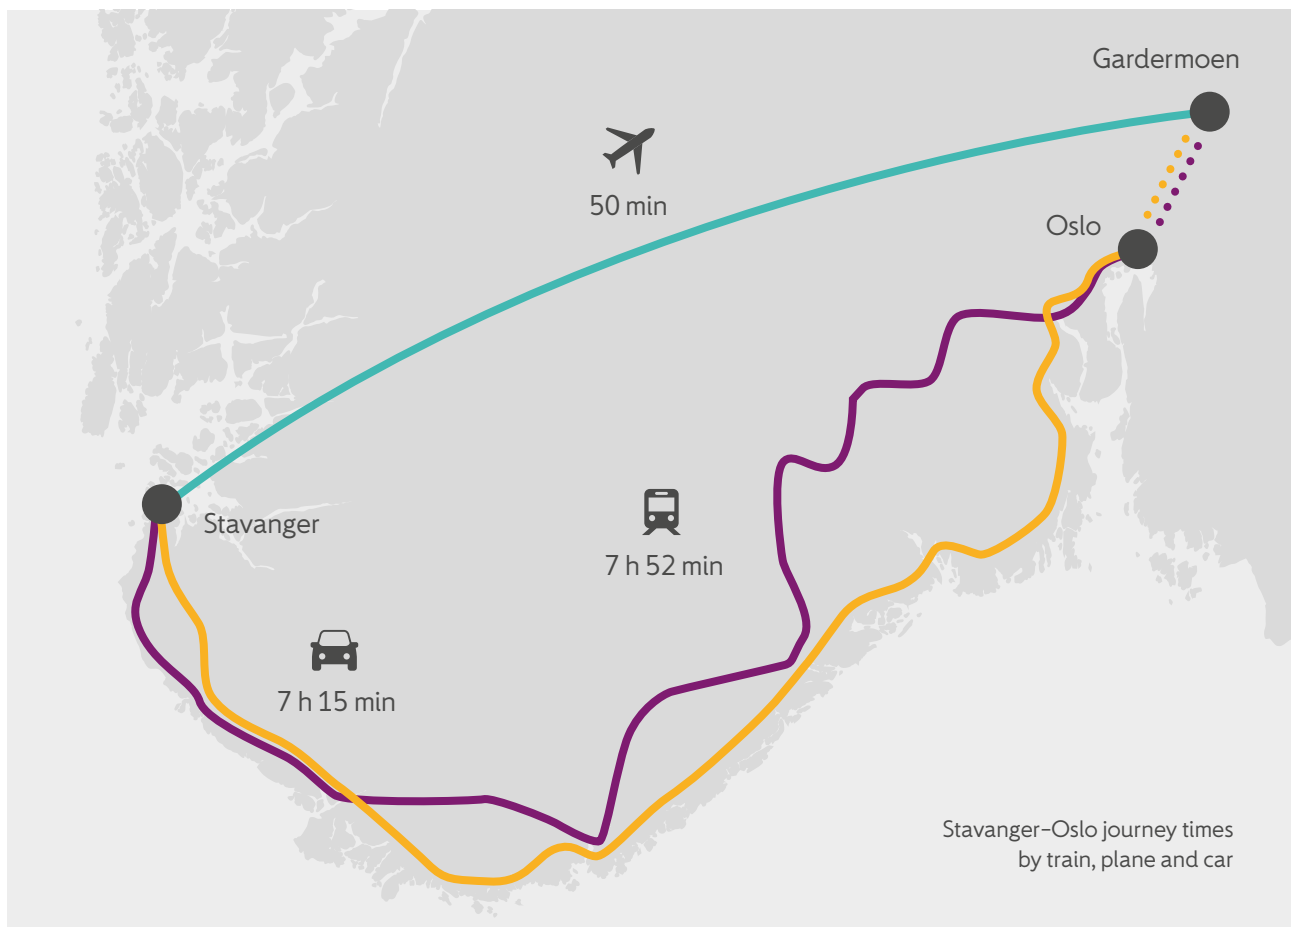 Gardermoen
50 min
Oslo
Stavanger
7 h 52 min
7 h 15 min
Stavanger–Oslo journey times
by train, plane and car